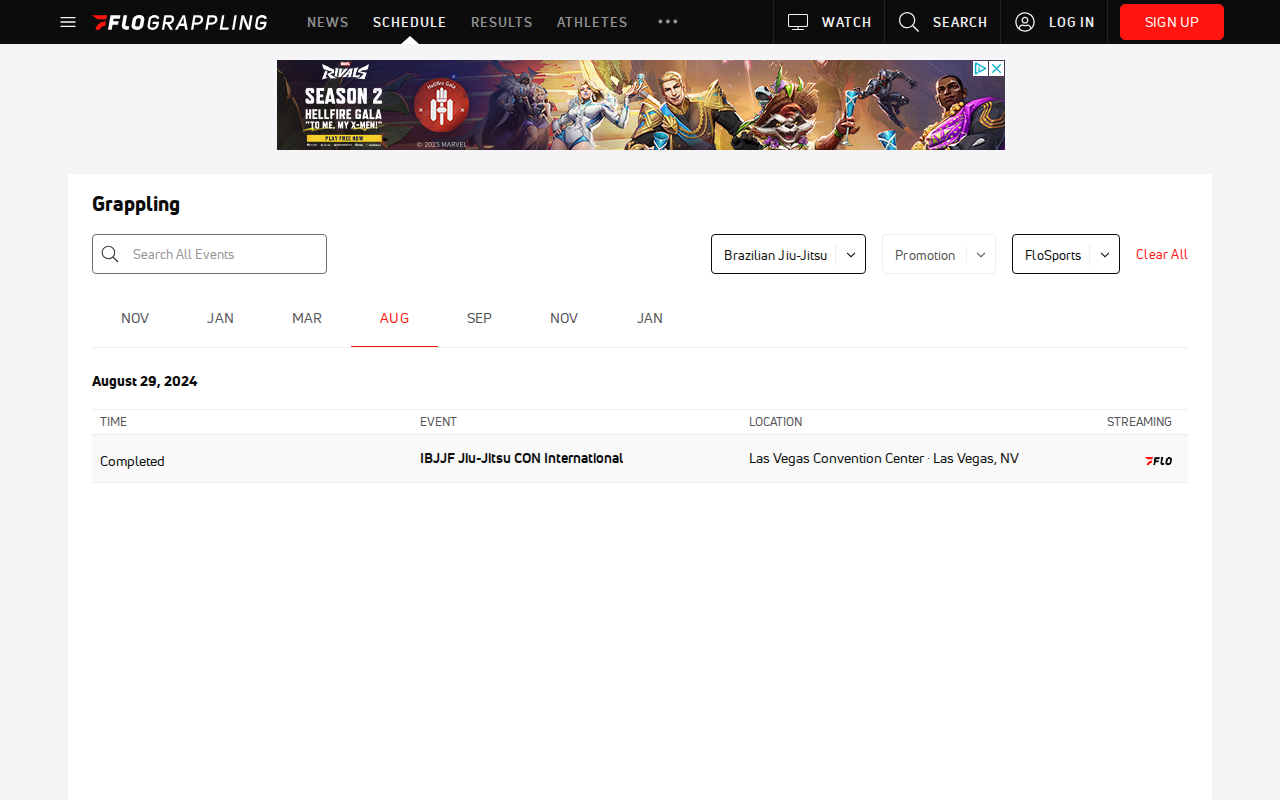 FLOGRAPPLING NEWS SCHEDULE RESULTS ATHLETES WATCH SEARCH LOG IN SIGN UP
MARVEL
RIVALS
SEASON 2
HELLFIRE GALA
"TO ME, MY X-MEN!"
PLAY FREE NOW
Hellfire Gala
© 2025 MARVEL
Grappling
Search All Events Brazilian Jiu-Jitsu Promotion FloSports Clear All
NOV JAN MAR AUG SEP NOV JAN
August 29, 2024
TIME EVENT LOCATION STREAMING
Completed IBJJF Jiu-Jitsu CON International Las Vegas Convention Center · Las Vegas, NV FLO